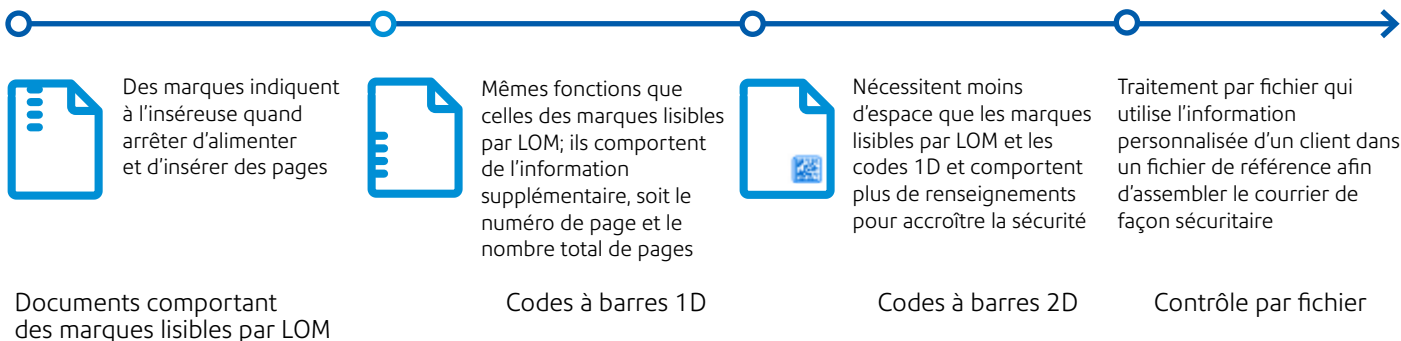 Des marques indiquent
à l'inséreuse quand
arrêter d'alimenter
et d'insérer des pages
Mêmes fonctions que
celles des marques lisibles
par LOM; ils comportent
de l'information
supplémentaire, soit le
numéro de page et le
nombre total de pages
Nécessitent moins
d'espace que les marques
lisibles par LOM et les
codes 1D et comportent
plus de renseignements
pour accroître la sécurité
Traitement par fichier qui
utilise l'information
personnalisée d'un client dans
un fichier de référence afin
d'assembler le courrier de
façon sécuritaire
Documents comportant
des marques lisibles par LOM
Codes à barres 1D
Codes à barres 2D
Contrôle par fichier